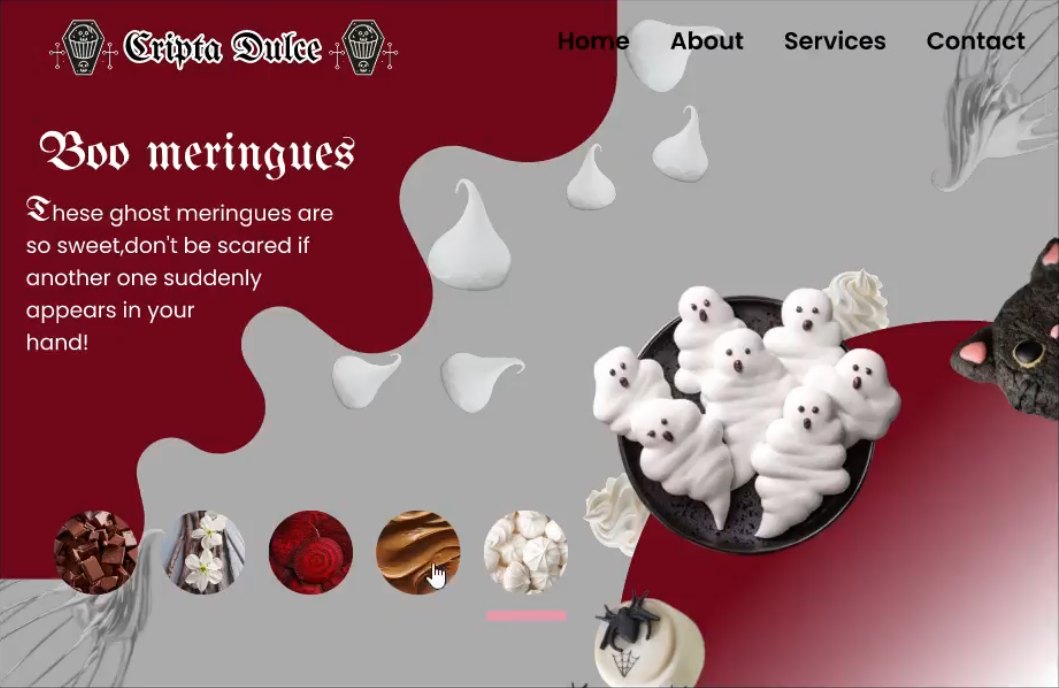 Cripta Dulce
Home About Services Contact
Boo meringues
These ghost meringues are
so sweet,don't be scared if
another one suddenly
appears in your
hand!